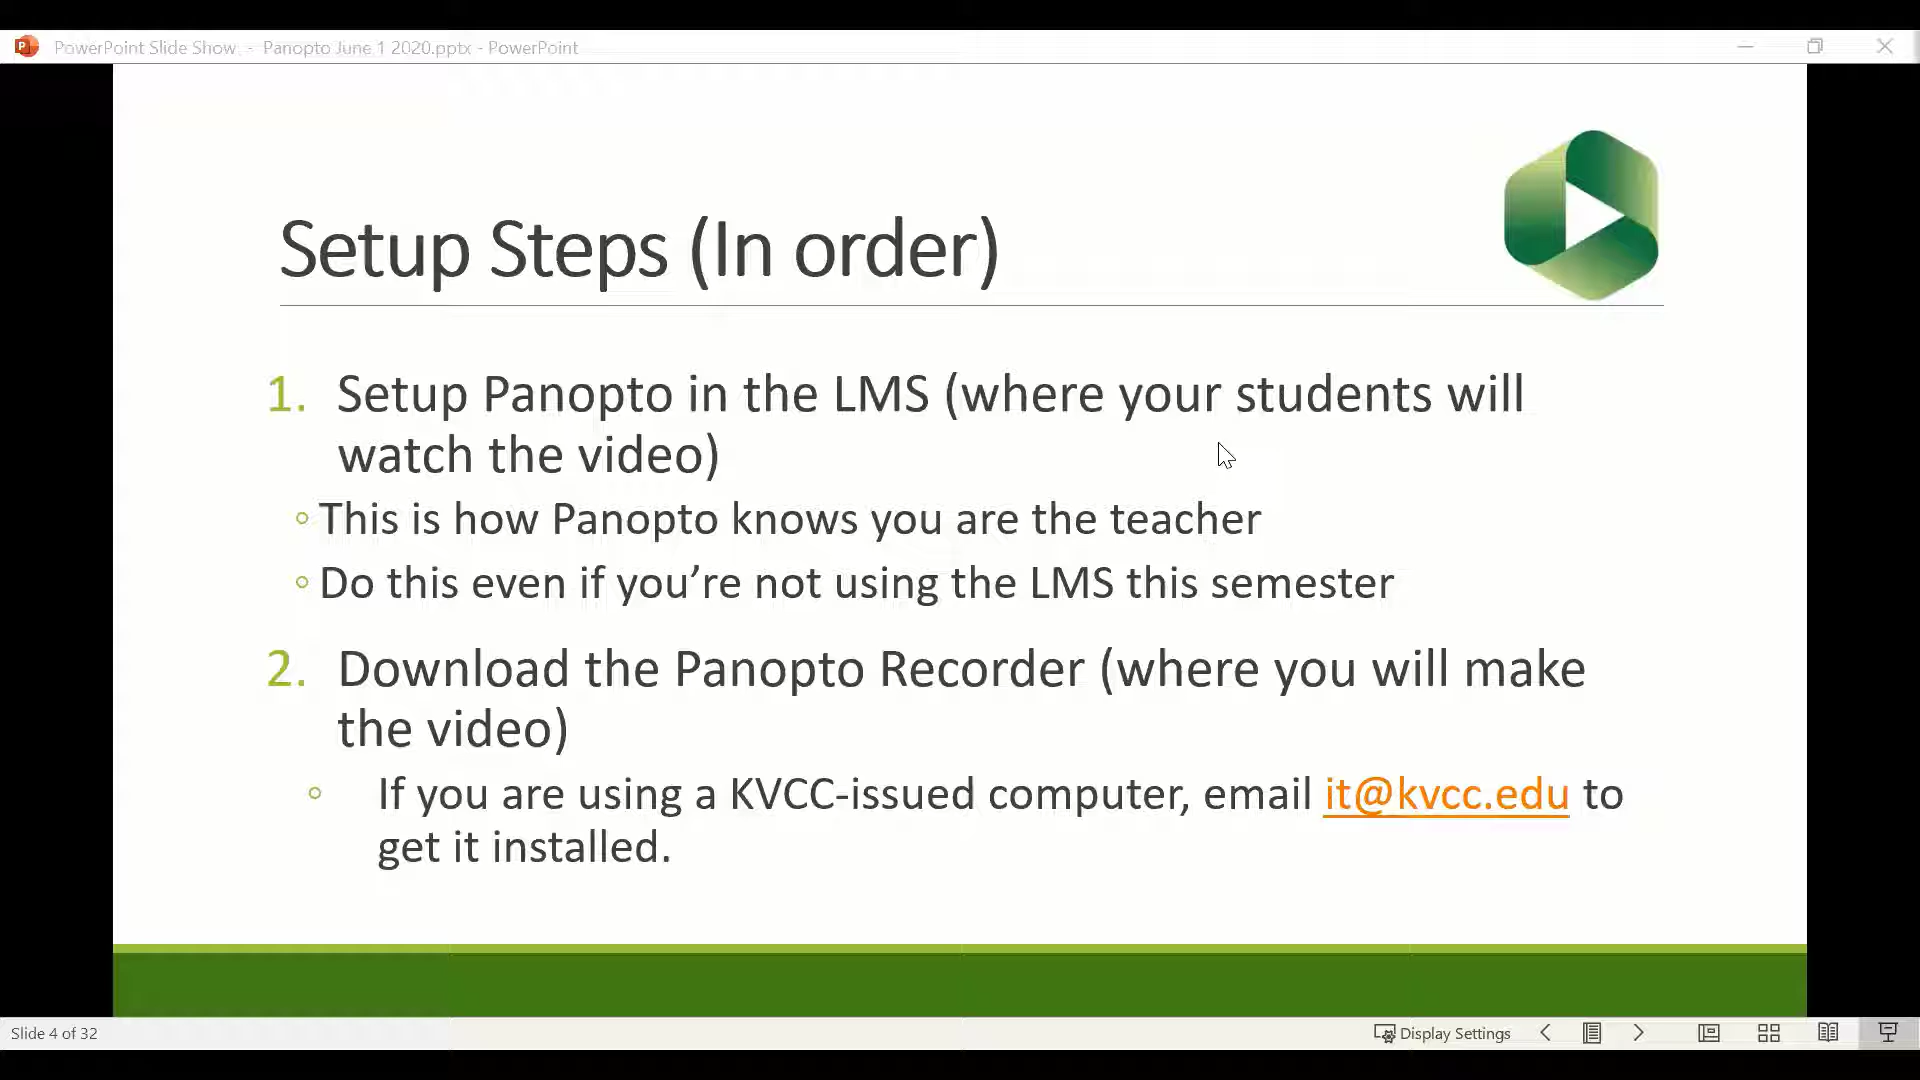 PowerPoint Slide Show - Panopto June 1 2020.pptx - PowerPoint
Setup Steps (In order)
1. Setup Panopto in the LMS (where your students will
watch the video)
◦ This is how Panopto knows you are the teacher
◦ Do this even if you’re not using the LMS this semester
2. Download the Panopto Recorder (where you will make
the video)
◦ If you are using a KVCC-issued computer, email it@kvcc.edu to
get it installed.
Slide 4 of 32
Display Settings